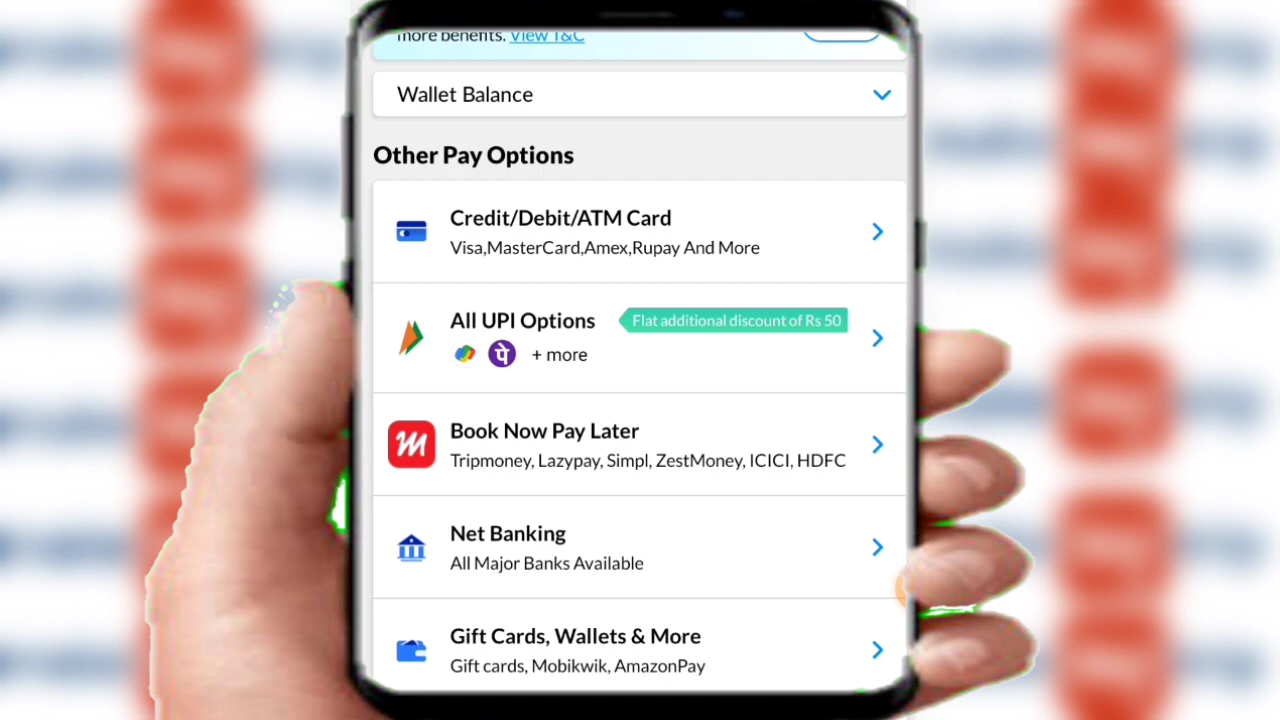 more benefits. View T&C
Wallet Balance
Other Pay Options
Credit/Debit/ATM Card
Visa,MasterCard,Amex,Rupay And More
All UPI Options
Flat additional discount of Rs 50
पे
+ more
m
Book Now Pay Later
Tripmoney, Lazypay, Simpl, ZestMoney, ICICI, HDFC
Net Banking
All Major Banks Available
Gift Cards, Wallets & More
Gift cards, Mobikwik, AmazonPay